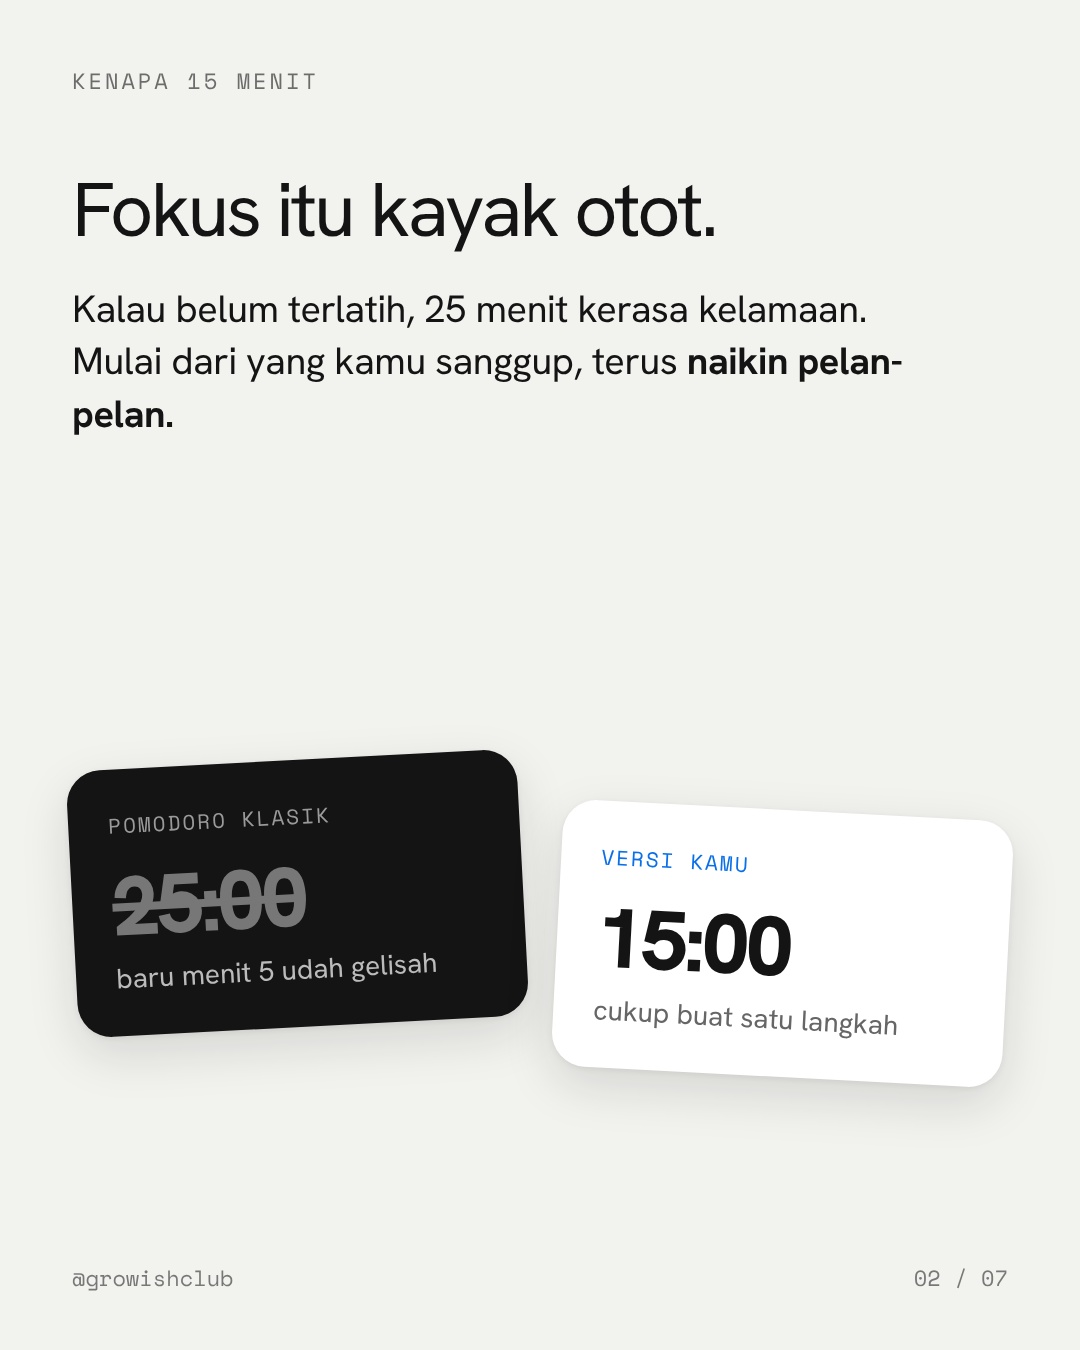 KENAPA 15 MENIT
Fokus itu kayak otot.
Kalau belum terlatih, 25 menit kerasa kelamaan.
Mulai dari yang kamu sanggup, terus naikin pelan-
pelan.
POMODORO KLASIK
25:00
baru menit 5 udah gelisah
VERSI KAMU
15:00
cukup buat satu langkah
@growishclub
02 / 07